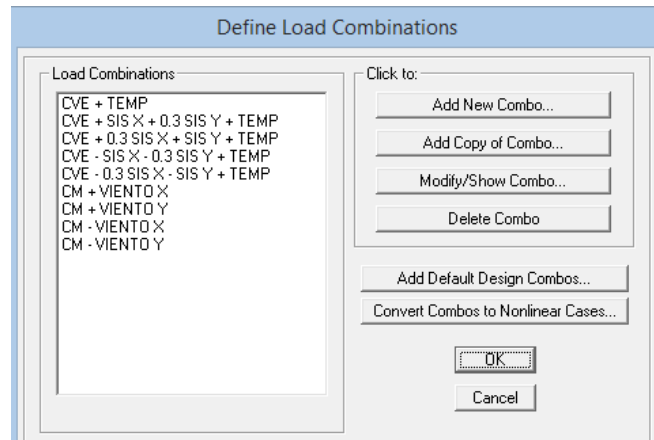 Define Load Combinations
Load Combinations
CVE + TEMP
CVE + SIS X + 0.3 SIS Y + TEMP
CVE + 0.3 SIS X + SIS Y + TEMP
CVE - SIS X - 0.3 SIS Y + TEMP
CVE - 0.3 SIS X - SIS Y + TEMP
CM + VIENTO X
CM + VIENTO Y
CM - VIENTO X
CM - VIENTO Y
Click to:
Add New Combo...
Add Copy of Combo...
Modify/Show Combo...
Delete Combo
Add Default Design Combos...
Convert Combos to Nonlinear Cases...
OK
Cancel